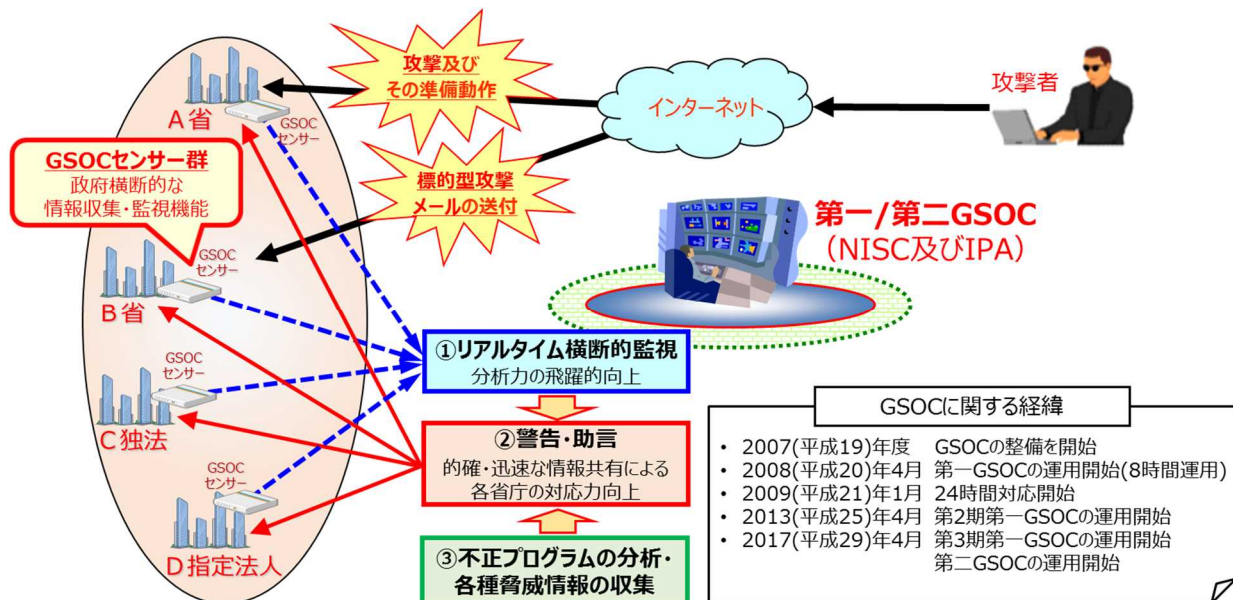 攻撃及び
その準備動作
インターネット
攻撃者
GSOC
センサー
A省
GSOCセンサー群
政府横断的な
情報収集・監視機能
標的型攻撃
メールの送付
第一/第二GSOC
(NISC及びIPA)
GSOC
センサー
B省
①リアルタイム横断的監視
分析力の飛躍的向上
GSOC
センサー
C独法
②警告・助言
的確・迅速な情報共有による
各省庁の対応力向上
GSOC
センサー
D指定法人
③不正プログラムの分析・
各種脅威情報の収集
GSOCに関する経緯
• 2007(平成19)年度 GSOCの整備を開始
• 2008(平成20)年4月 第一GSOCの運用開始(8時間運用)
• 2009(平成21)年1月 24時間対応開始
• 2013(平成25)年4月 第2期第一GSOCの運用開始
• 2017(平成29)年4月 第3期第一GSOCの運用開始
第二GSOCの運用開始